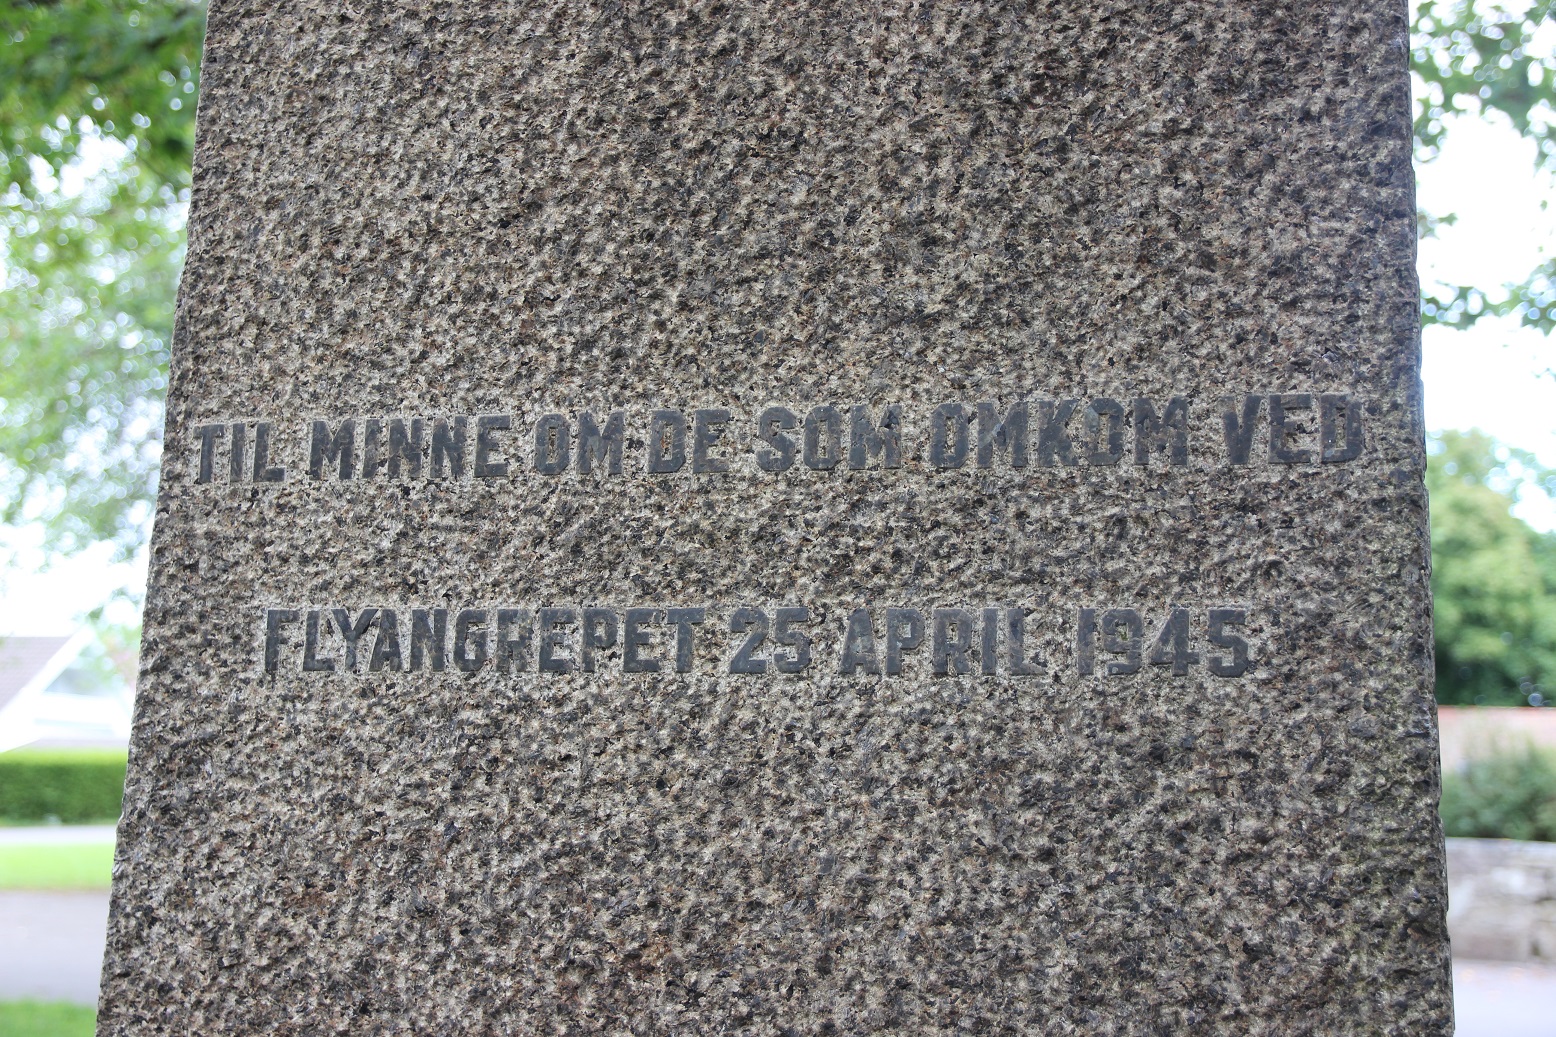 TIL MINNE OM DE SOM OMKOM VED
FLYANGREPET 25 APRIL 1945